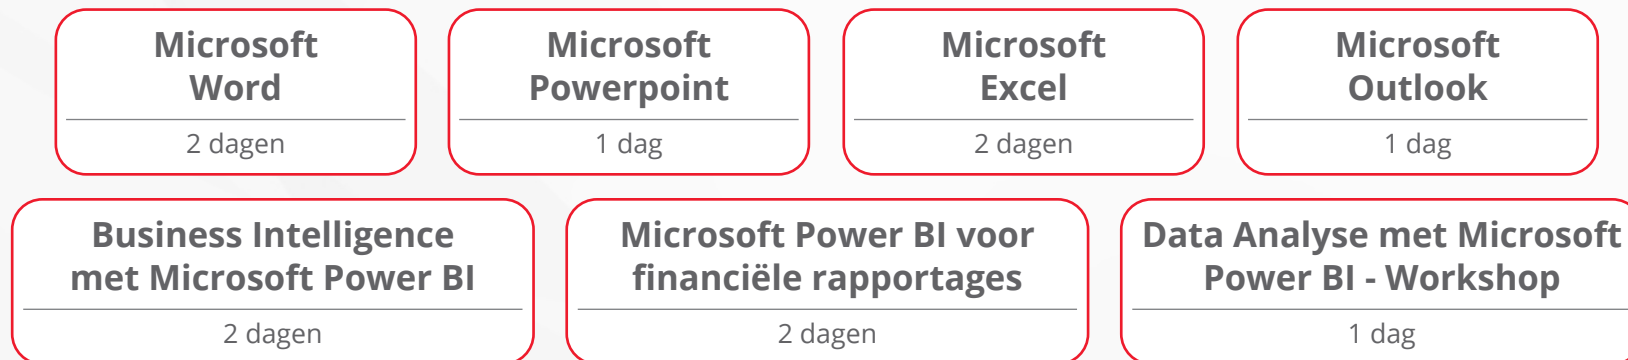 Microsoft
Word
2 dagen
Microsoft
Powerpoint
1 dag
Microsoft
Excel
2 dagen
Microsoft
Outlook
1 dag
Business Intelligence
met Microsoft Power BI
2 dagen
Microsoft Power BI voor
financiële rapportages
2 dagen
Data Analyse met Microsoft
Power BI - Workshop
1 dag